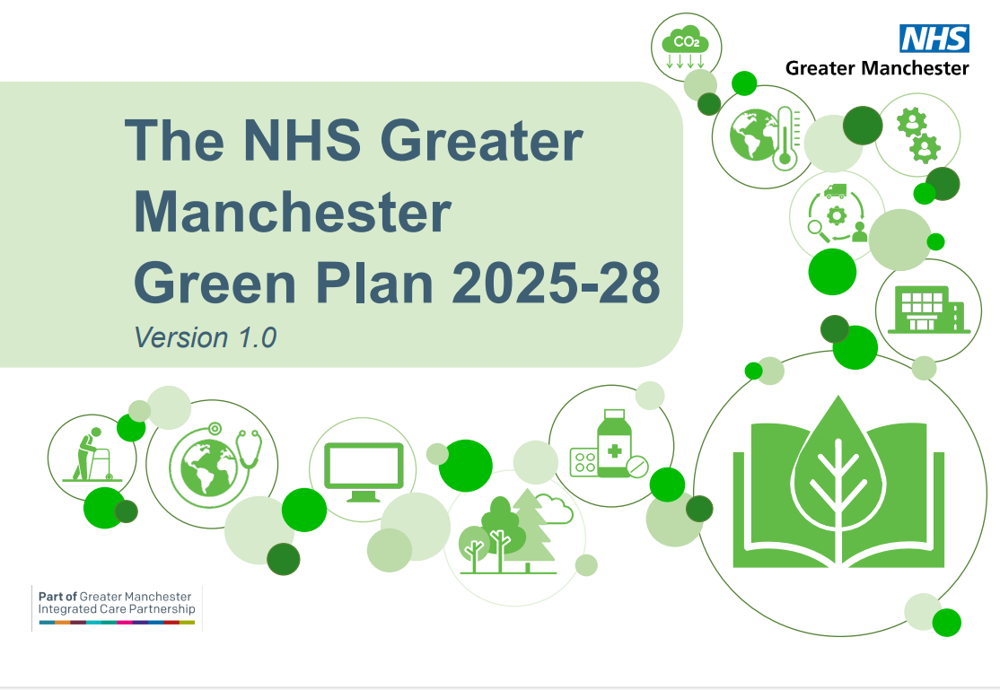 CO₂
NHS
Greater Manchester
The NHS Greater
Manchester
Green Plan 2025-28
Version 1.0
Part of Greater Manchester
Integrated Care Partnership